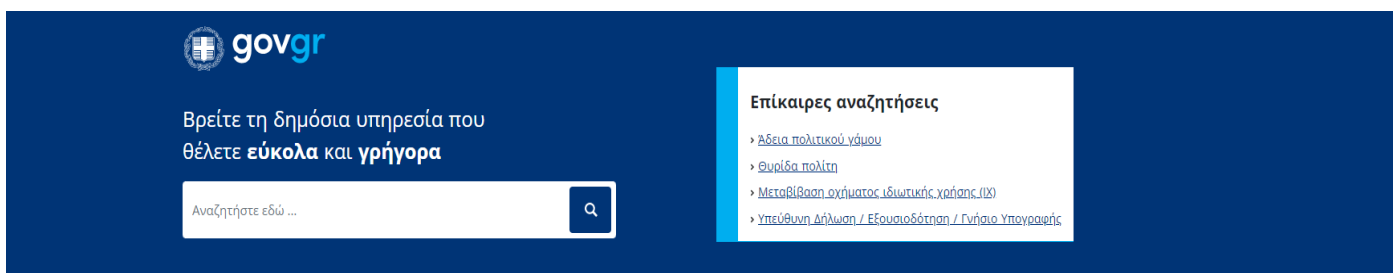 govgr
Βρείτε τη δημόσια υπηρεσία που
θέλετε εύκολα και γρήγορα
Αναζητήστε εδώ ...
Επίκαιρες αναζητήσεις
› Άδεια πολιτικού γάμου
› Θυρίδα πολίτη
› Μεταβίβαση οχήματος ιδιωτικής χρήσης (ΙΧ)
› Υπεύθυνη Δήλωση / Εξουσιοδότηση / Γνήσιο Υπογραφής